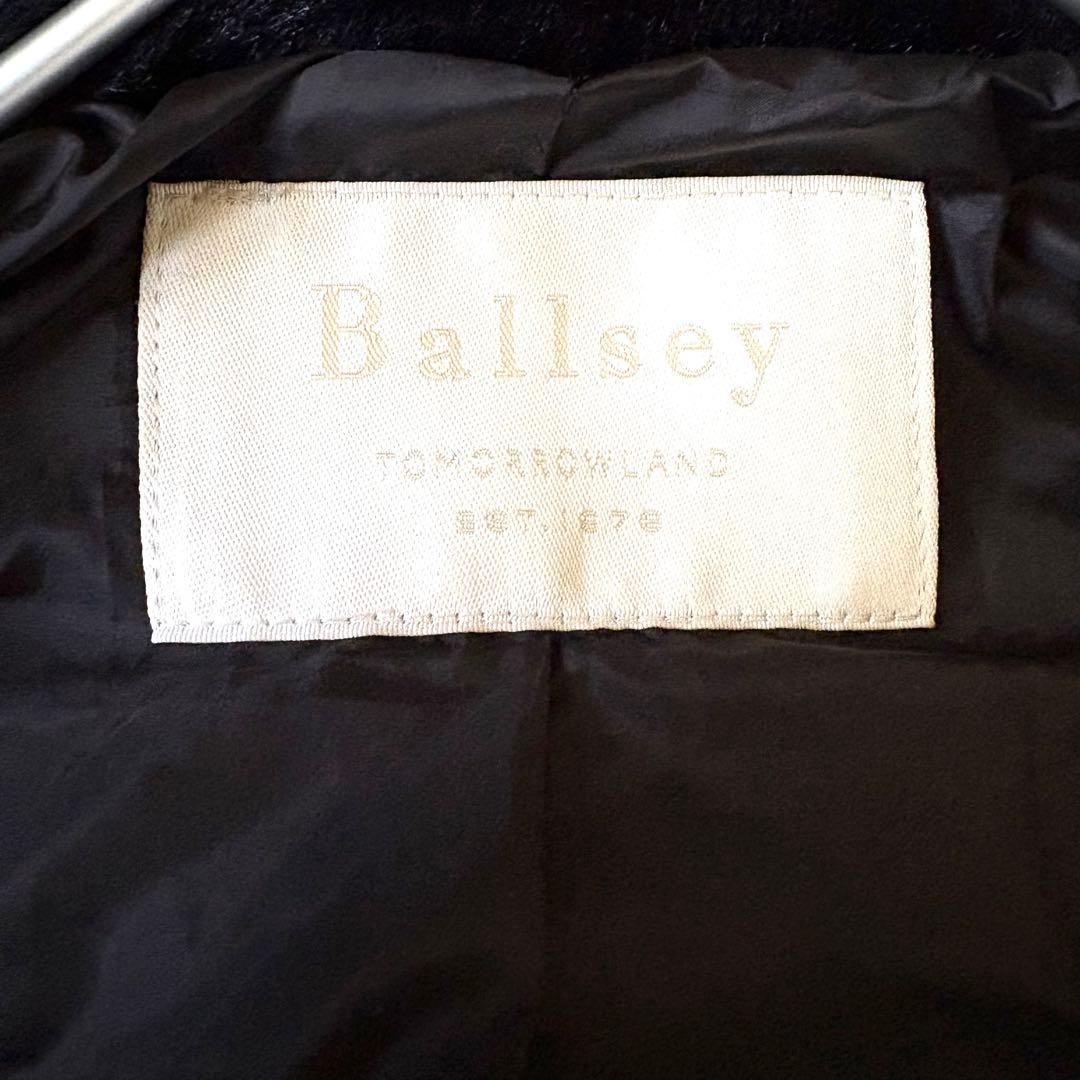 Ballsey
TOMORROWLAND
EST. 1978